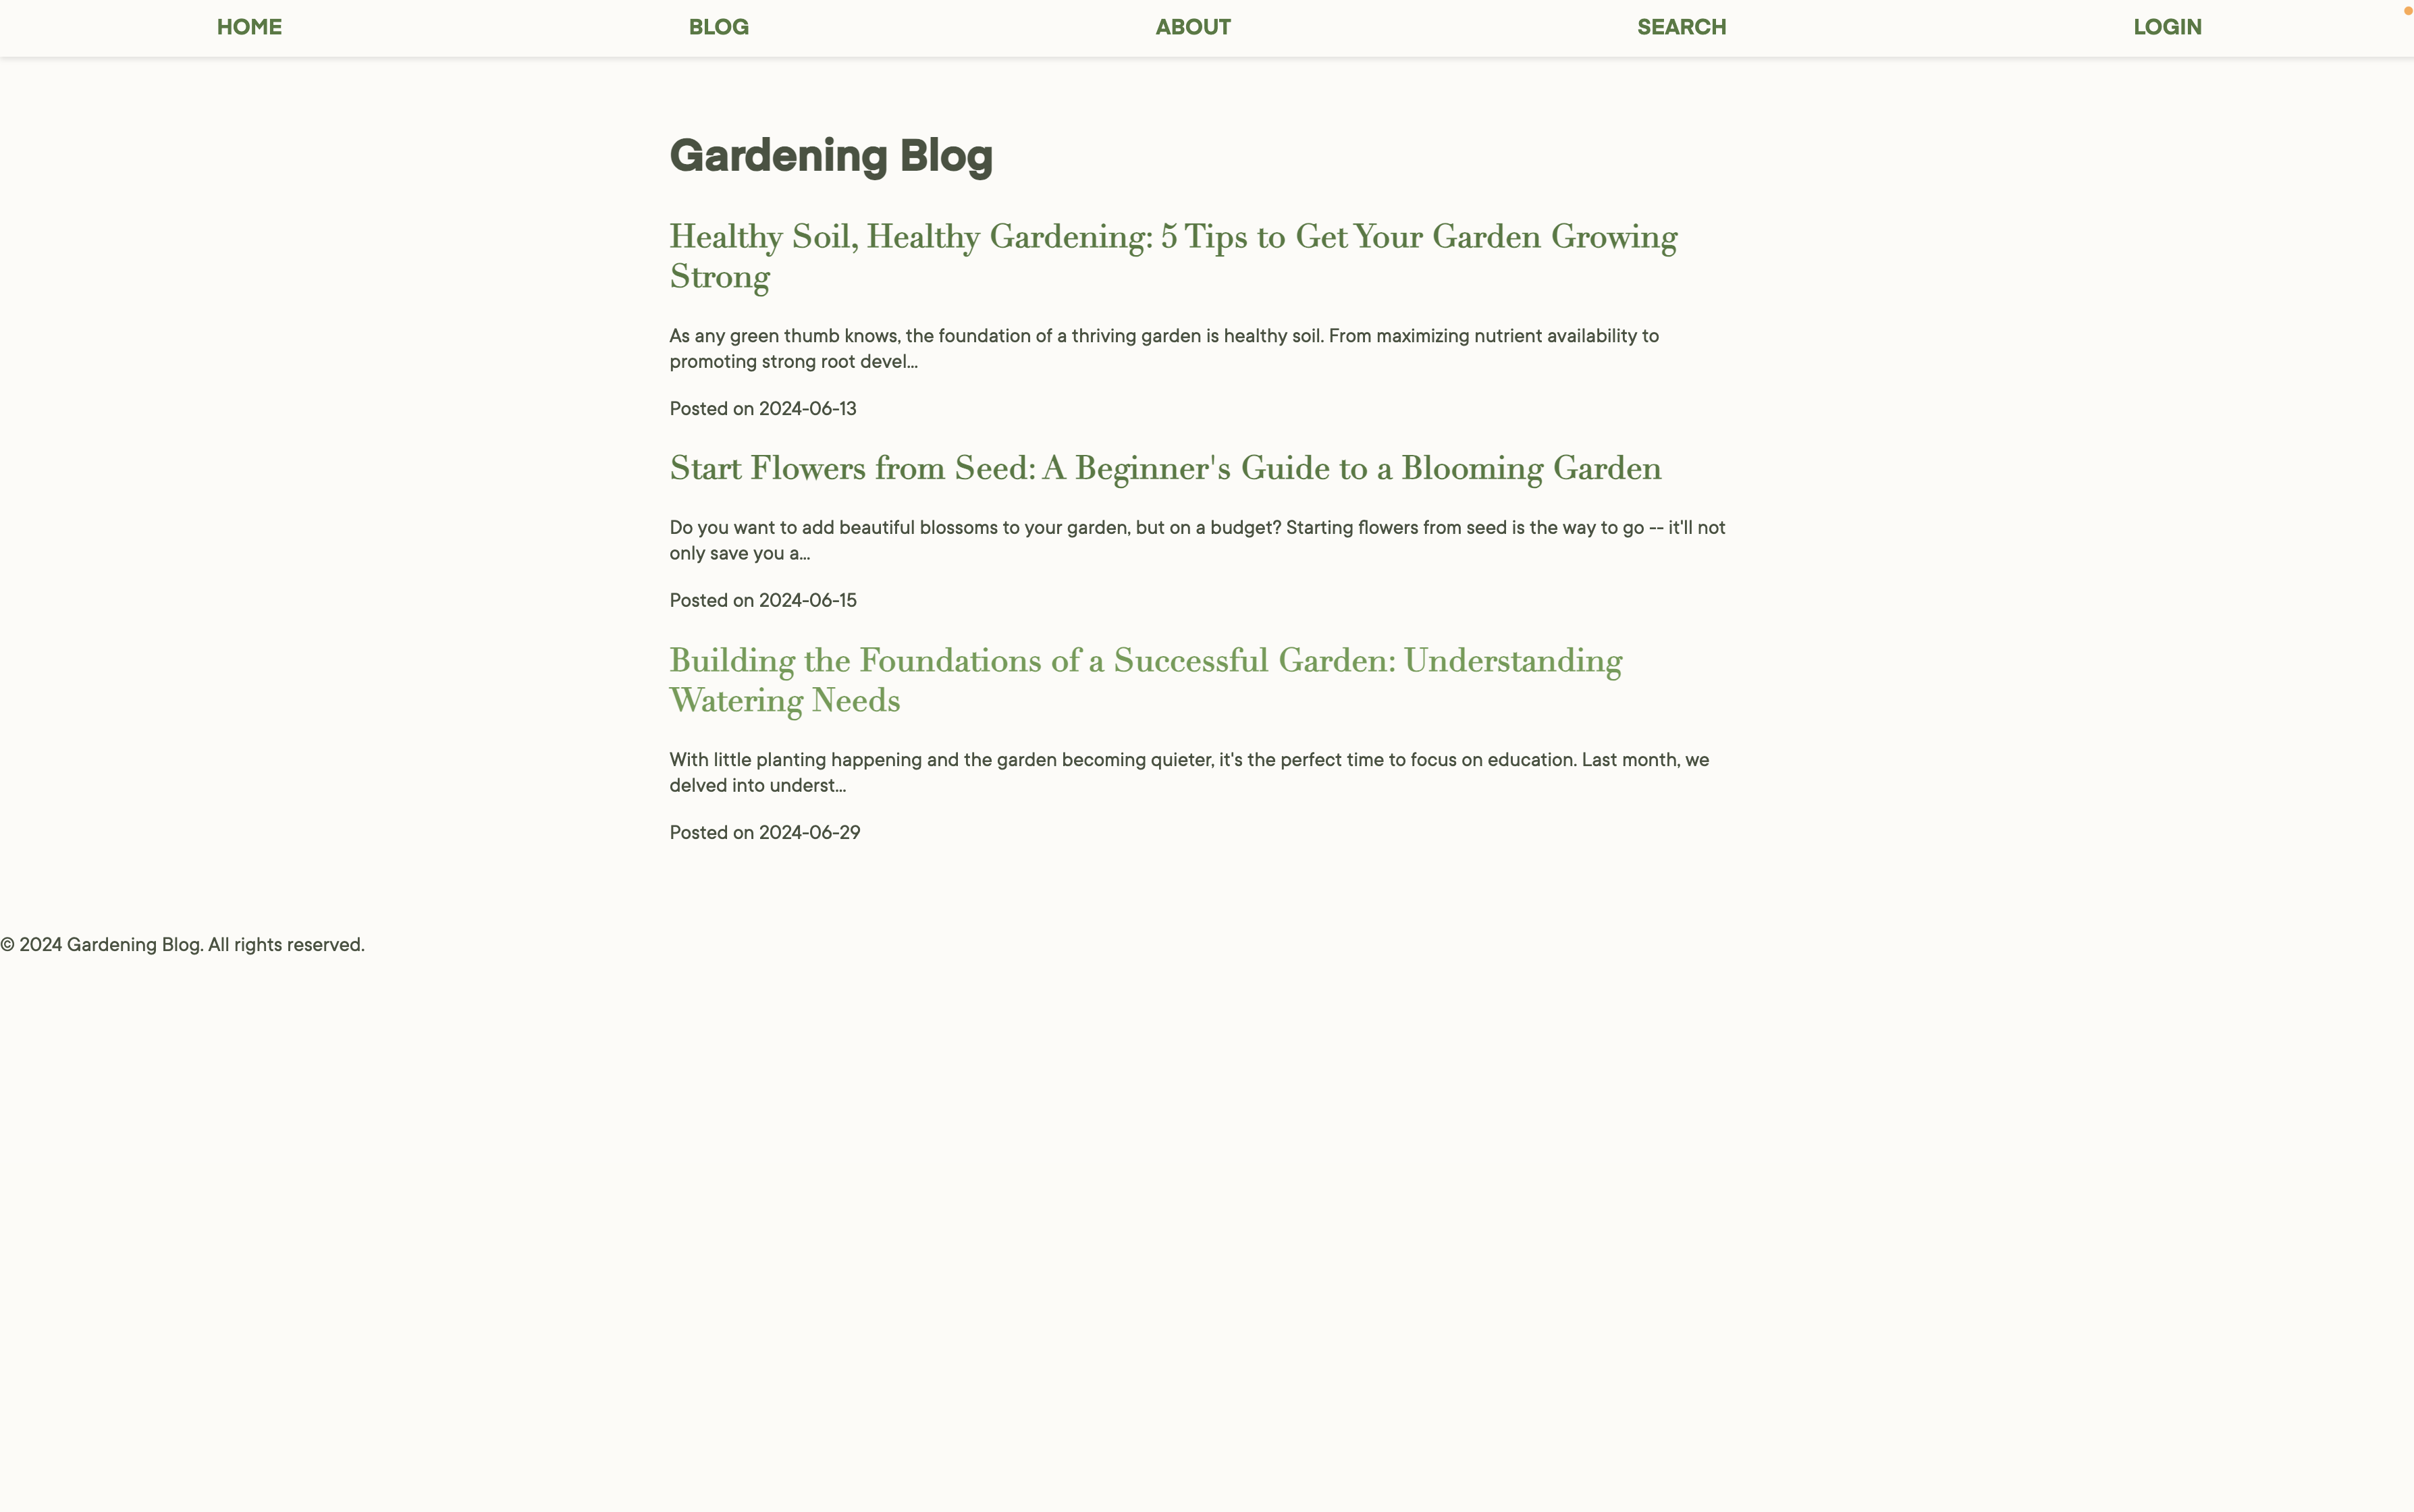 HOME BLOG ABOUT SEARCH LOGIN
Gardening Blog
Healthy Soil, Healthy Gardening: 5 Tips to Get Your Garden Growing
Strong
As any green thumb knows, the foundation of a thriving garden is healthy soil. From maximizing nutrient availability to
promoting strong root devel...
Posted on 2024-06-13
Start Flowers from Seed: A Beginner's Guide to a Blooming Garden
Do you want to add beautiful blossoms to your garden, but on a budget? Starting flowers from seed is the way to go -- it'll not
only save you a...
Posted on 2024-06-15
Building the Foundations of a Successful Garden: Understanding
Watering Needs
With little planting happening and the garden becoming quieter, it's the perfect time to focus on education. Last month, we
delved into underst...
Posted on 2024-06-29
© 2024 Gardening Blog. All rights reserved.